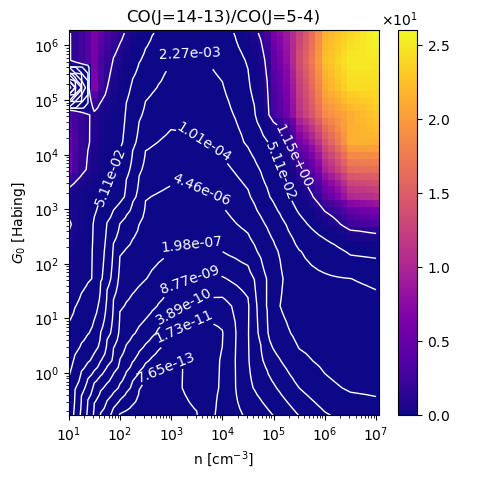 CO(J=14-13)/CO(J=5-4)
×10¹
10⁶
10⁵
10⁴
10³
10²
10¹
10⁰
G₀ [Habing]
2.27e-03
1.01e-04
1.15e+00
5.11e-02
5.11e-02
4.46e-06
1.98e-07
8.77e-09
3.89e-10
1.73e-11
7.65e-13
10¹ 10² 10³ 10⁴ 10⁵ 10⁶ 10⁷
n [cm⁻³]
2.5
2.0
1.5
1.0
0.5
0.0